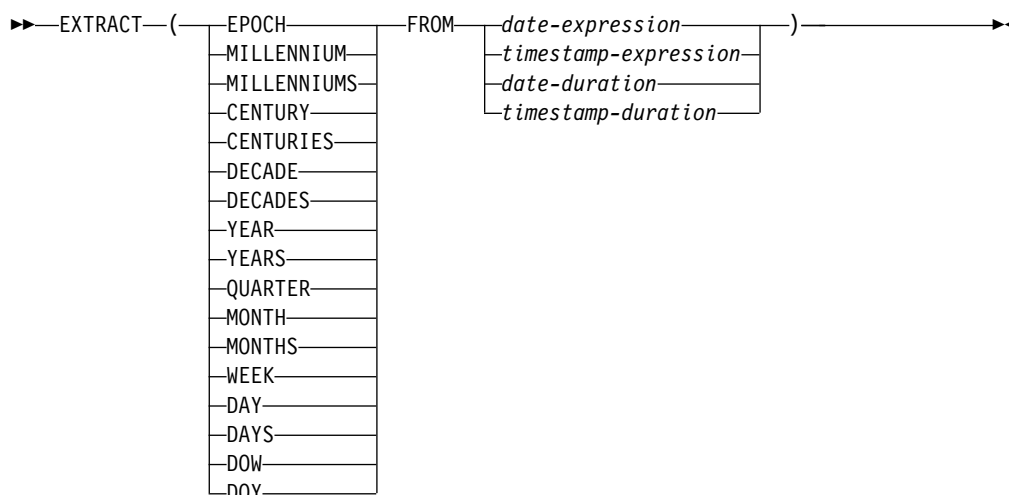 EXTRACT ( EPOCH FROM date-expression )
MILLENNIUM timestamp-expression
MILLENNIUMS date-duration
CENTURY timestamp-duration
CENTURIES
DECADE
DECADES
YEAR
YEARS
QUARTER
MONTH
MONTHS
WEEK
DAY
DAYS
DOW
DOY